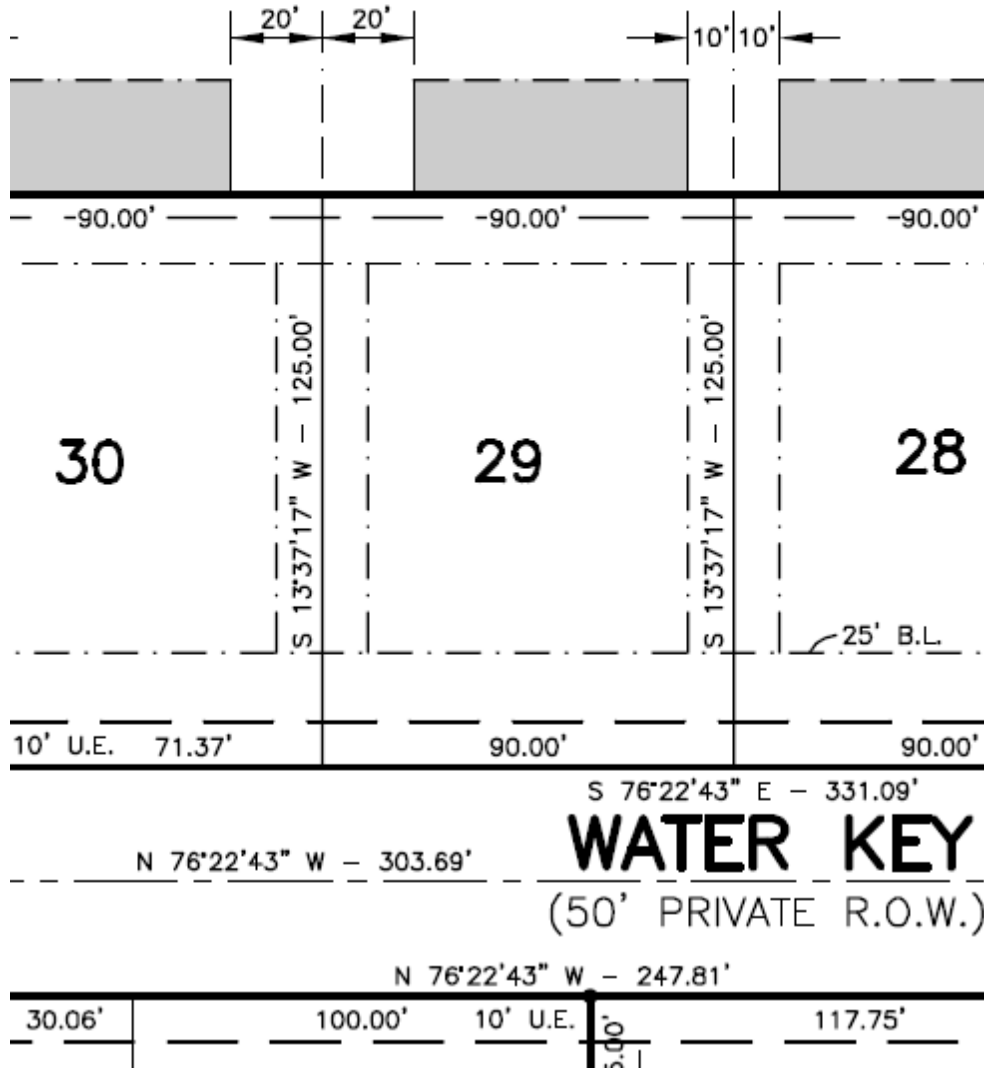 20' 20' 10' 10'
-90.00' -90.00' -90.00'
S 13°37'17" W - 125.00'
S 13°37'17" W - 125.00'
30 29 28
25' B.L.
10' U.E. 71.37' 90.00' 90.00'
S 76°22'43" E - 331.09'
WATER KEY
N 76°22'43" W - 303.69'
(50' PRIVATE R.O.W.)
N 76°22'43" W - 247.81'
30.06' 100.00' 10' U.E. 117.75'